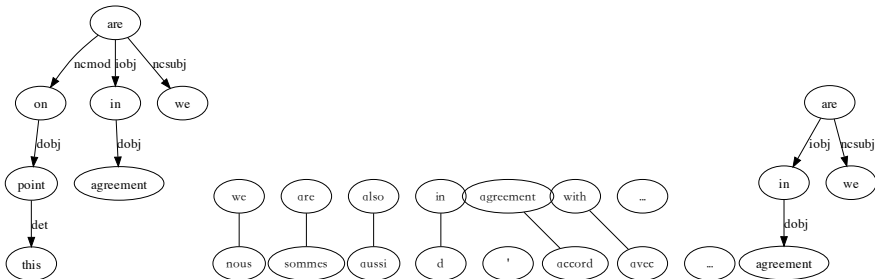 are
ncmod iobj ncsubj
on in we
dobj dobj
point agreement
det
this
we are also in agreement with ...
nous sommes aussi d ' accord avec ...
are
iobj ncsubj
in we
dobj
agreement